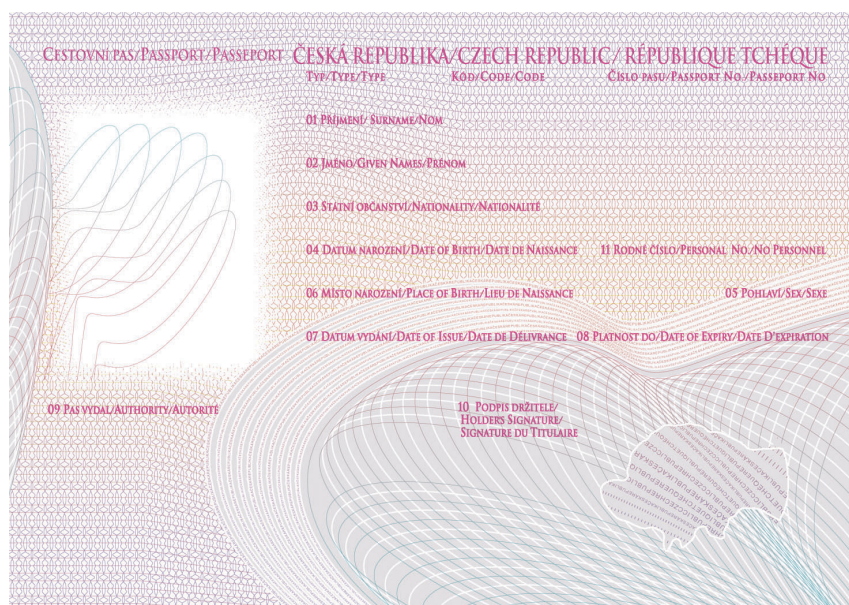 CESTOVNÍ PAS/PASSPORT/PASSEPORT ČESKÁ REPUBLIKA/CZECH REPUBLIC/ RÉPUBLIQUE TCHÉQUE
TYP/TYPE/TYPE KÓD/CODE/CODE ČÍSLO PASU/PASSPORT NO./PASSEPORT NO
01 PŘÍJMENÍ/ SURNAME/NOM
02 JMÉNO/GIVEN NAMES/PRÉNOM
03 STÁTNÍ OBČANSTVÍ/NATIONALITY/NATIONALITÉ
04 DATUM NAROZENÍ/DATE OF BIRTH/DATE DE NAISSANCE 11 RODNÉ ČÍSLO/PERSONAL NO./NO PERSONNEL
06 MÍSTO NAROZENÍ/PLACE OF BIRTH/LIEU DE NAISSANCE 05 POHLAVÍ/SEX/SEXE
07 DATUM VYDÁNÍ/DATE OF ISSUE/DATE DE DÉLIVRANCE 08 PLATNOST DO/DATE OF EXPIRY/DATE D'EXPIRATION
09 PAS VYDAL/AUTHORITY/AUTORITÉ
10 PODPIS DRŽITELE/
HOLDER'S SIGNATURE/
SIGNATURE DU TITULAIRE